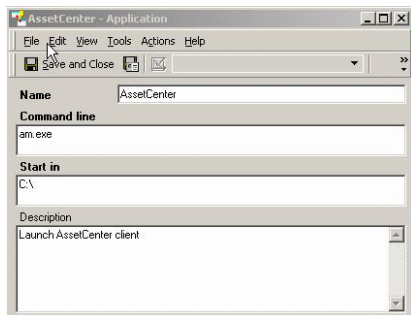 AssetCenter - Application
File Edit View Tools Actions Help
Save and Close
Name AssetCenter
Command line
am.exe
Start in
C:\
Description
Launch AssetCenter client